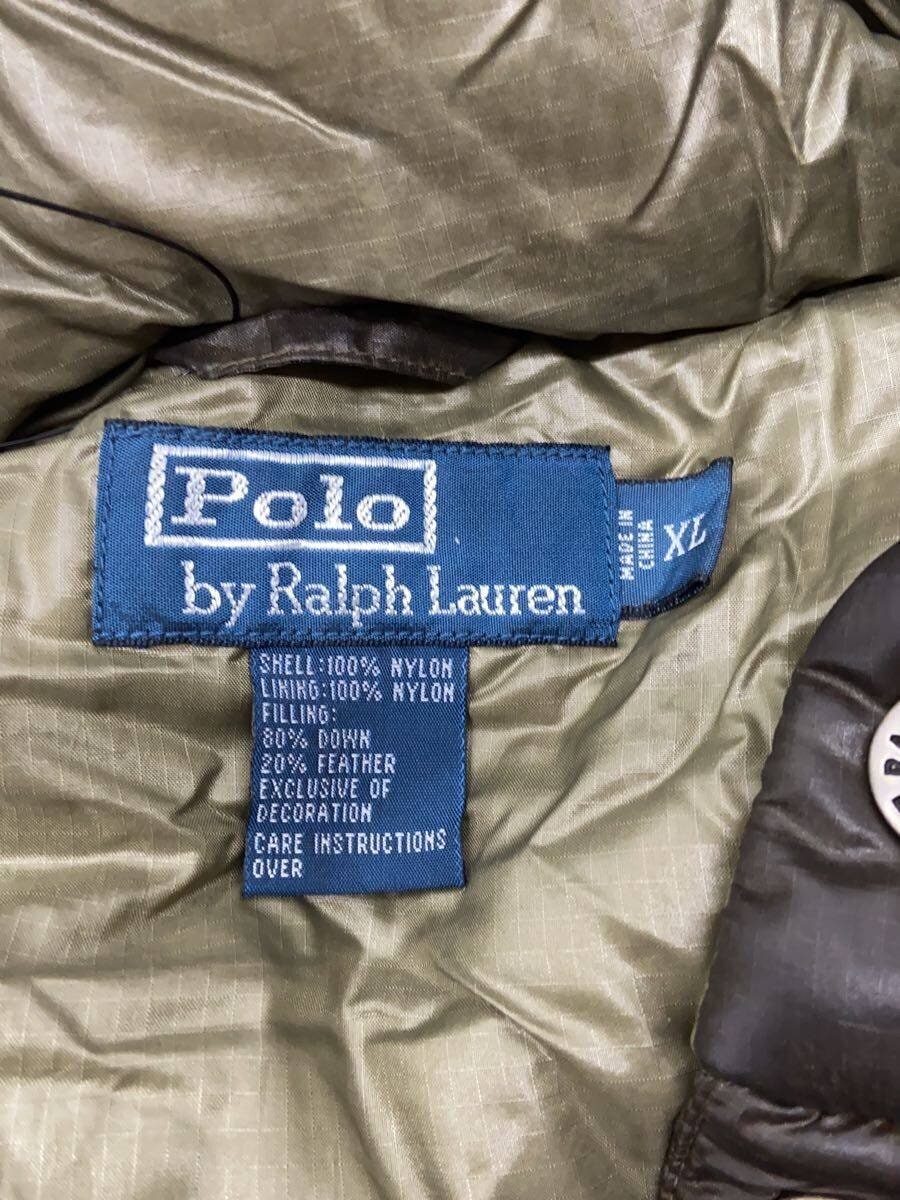 Polo
by Ralph Lauren
MADE IN
CHINA
XL
SHELL:100% NYLON
LINING:100% NYLON
FILLING:
80% DOWN
20% FEATHER
EXCLUSIVE OF
DECORATION
CARE INSTRUCTIONS
OVER